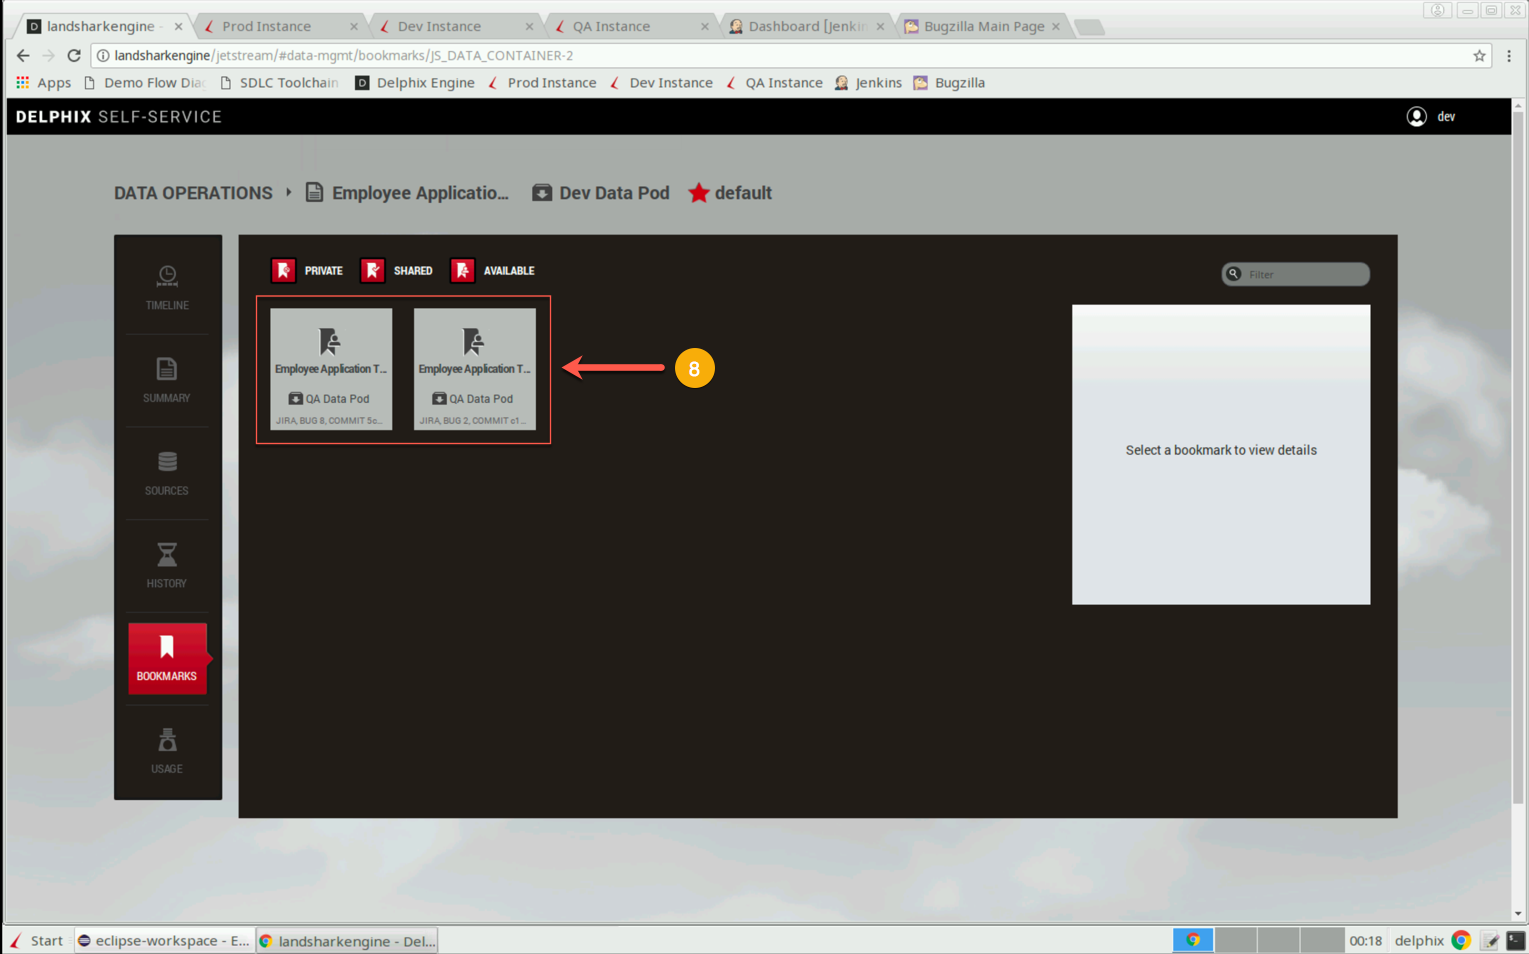 landsharkengine -
Prod Instance
Dev Instance
QA Instance
Dashboard [Jenkin
Bugzilla Main Page
landsharkengine/jetstream/#data-mgmt/bookmarks/JS_DATA_CONTAINER-2
Apps
Demo Flow Dia
SDLC Toolchain
Delphix Engine
Prod Instance
Dev Instance
QA Instance
Jenkins
Bugzilla
DELPHIX SELF-SERVICE
dev
DATA OPERATIONS
Employee Applicatio...
Dev Data Pod
default
TIMELINE
SUMMARY
SOURCES
HISTORY
BOOKMARKS
USAGE
PRIVATE
SHARED
AVAILABLE
Filter
Employee Application T...
QA Data Pod
JIRA, BUG 8, COMMIT 5c...
Employee Application T...
QA Data Pod
JIRA, BUG 2, COMMIT c1...
8
Select a bookmark to view details
Start
eclipse-workspace - E...
landsharkengine - Del...
00:18
delphix